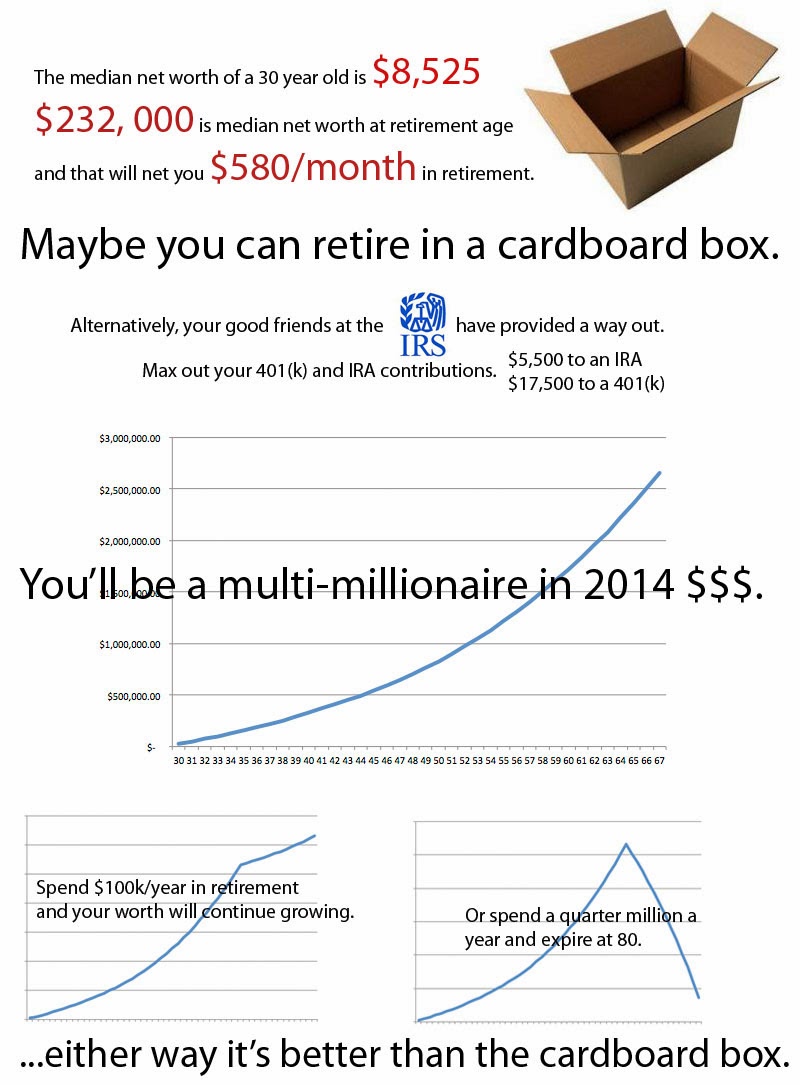 The median net worth of a 30 year old is $8,525
$232, 000 is median net worth at retirement age
and that will net you $580/month in retirement.
Maybe you can retire in a cardboard box.
Alternatively, your good friends at the IRS have provided a way out.
Max out your 401(k) and IRA contributions.
$5,500 to an IRA
$17,500 to a 401(k)
$3,000,000.00
$2,500,000.00
$2,000,000.00
You'll be a multi-millionaire in 2014 $$$.
$1,500,000.00
$1,000,000.00
$500,000.00
$-
30 31 32 33 34 35 36 37 38 39 40 41 42 43 44 45 46 47 48 49 50 51 52 53 54 55 56 57 58 59 60 61 62 63 64 65 66 67
Spend $100k/year in retirement
and your worth will continue growing.
Or spend a quarter million a
year and expire at 80.
...either way it's better than the cardboard box.